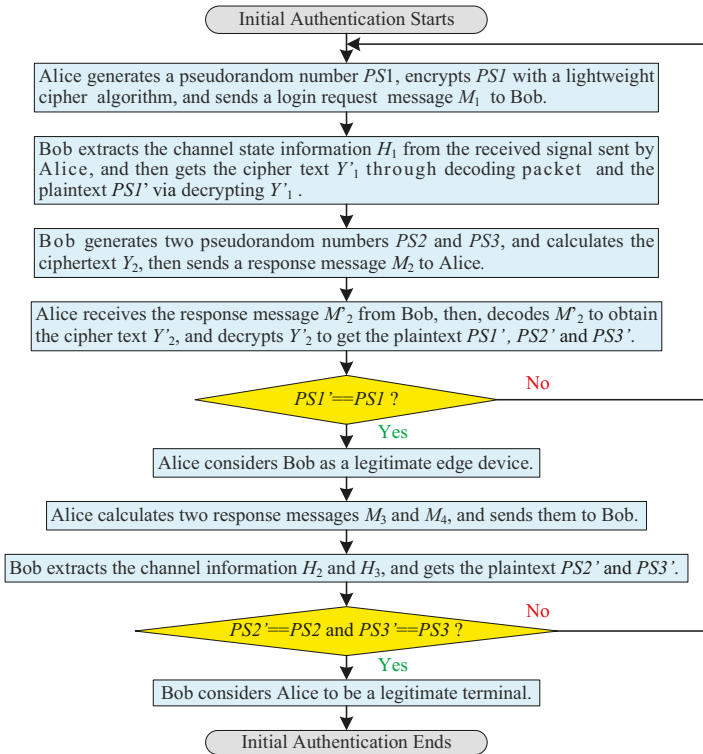 Initial Authentication Starts
Alice generates a pseudorandom number PS1, encrypts PS1 with a lightweight
cipher algorithm, and sends a login request message M₁ to Bob.
Bob extracts the channel state information H₁ from the received signal sent by
Alice, and then gets the cipher text Y'₁ through decoding packet and the
plaintext PS1' via decrypting Y'₁ .
Bob generates two pseudorandom numbers PS2 and PS3, and calculates the
ciphertext Y₂, then sends a response message M₂ to Alice.
Alice receives the response message M'₂ from Bob, then, decodes M'₂ to obtain
the cipher text Y'₂, and decrypts Y'₂ to get the plaintext PS1', PS2' and PS3'.
PS1'==PS1 ?
No
Yes
Alice considers Bob as a legitimate edge device.
Alice calculates two response messages M₃ and M₄, and sends them to Bob.
Bob extracts the channel information H₂ and H₃, and gets the plaintext PS2' and PS3'.
PS2'==PS2 and PS3'==PS3 ?
No
Yes
Bob considers Alice to be a legitimate terminal.
Initial Authentication Ends